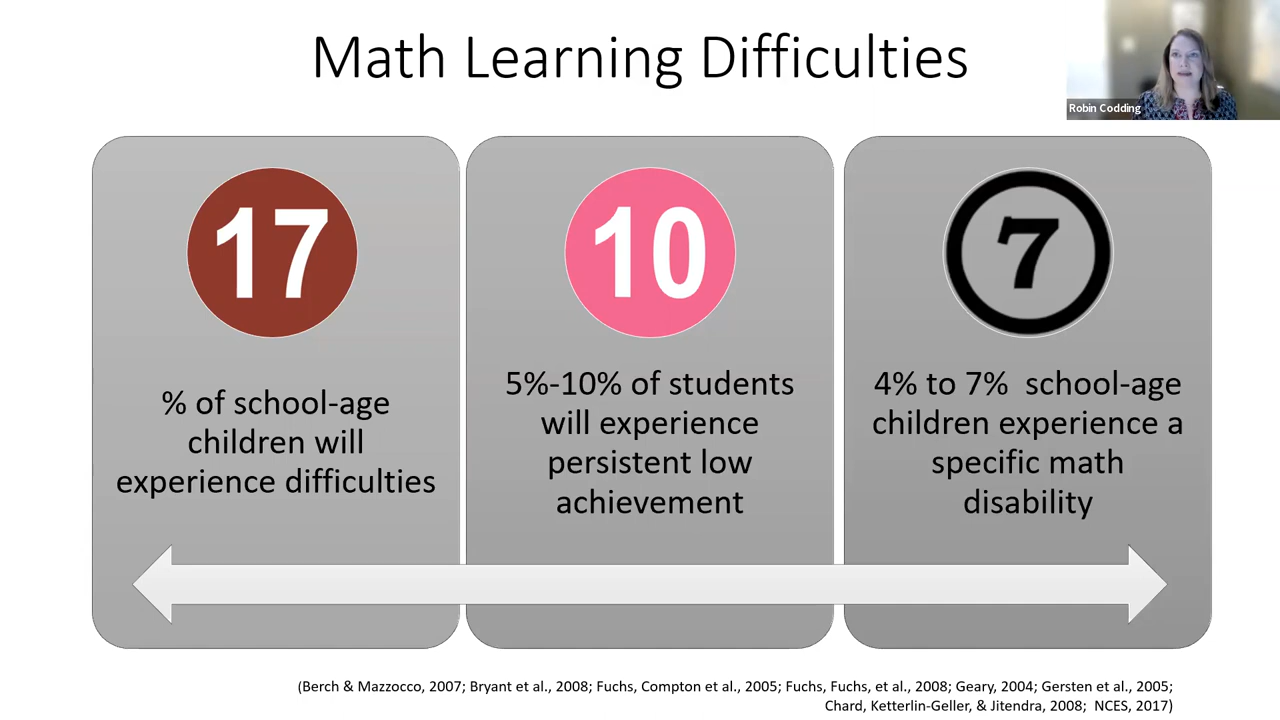 Math Learning Difficulties
Robin Codding
17
% of school-age
children will
experience difficulties
10
5%-10% of students
will experience
persistent low
achievement
7
4% to 7%  school-age
children experience a
specific math
disability
(Berch & Mazzocco, 2007; Bryant et al., 2008; Fuchs, Compton et al., 2005; Fuchs, Fuchs, et al., 2008; Geary, 2004; Gersten et al., 2005;
Chard, Ketterlin-Geller, & Jitendra, 2008;  NCES, 2017)